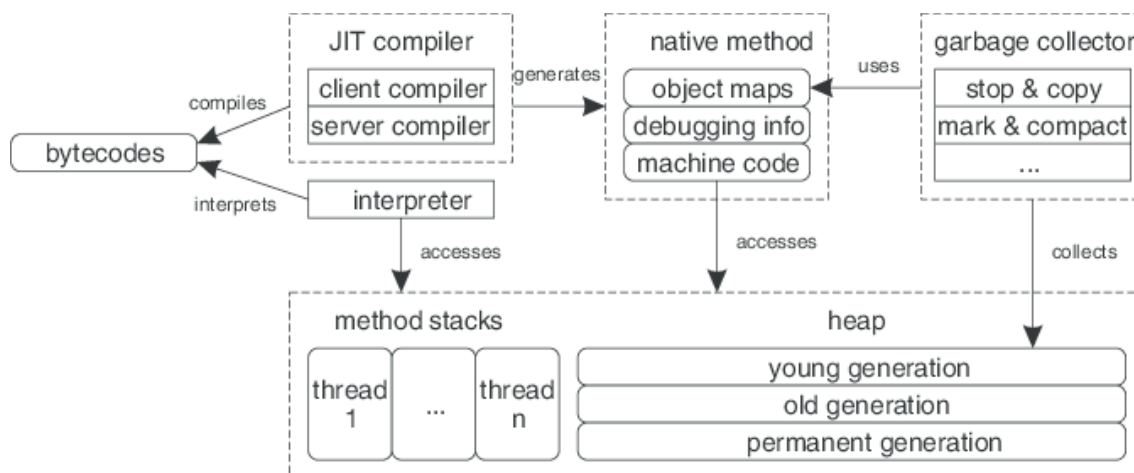 JIT compiler
native method
garbage collector
compiles
client compiler
server compiler
generates
object maps
debugging info
machine code
uses
stop & copy
mark & compact
...
bytecodes
interprets
interpreter
accesses
accesses
collects
method stacks
heap
thread
1
...
thread
n
young generation
old generation
permanent generation